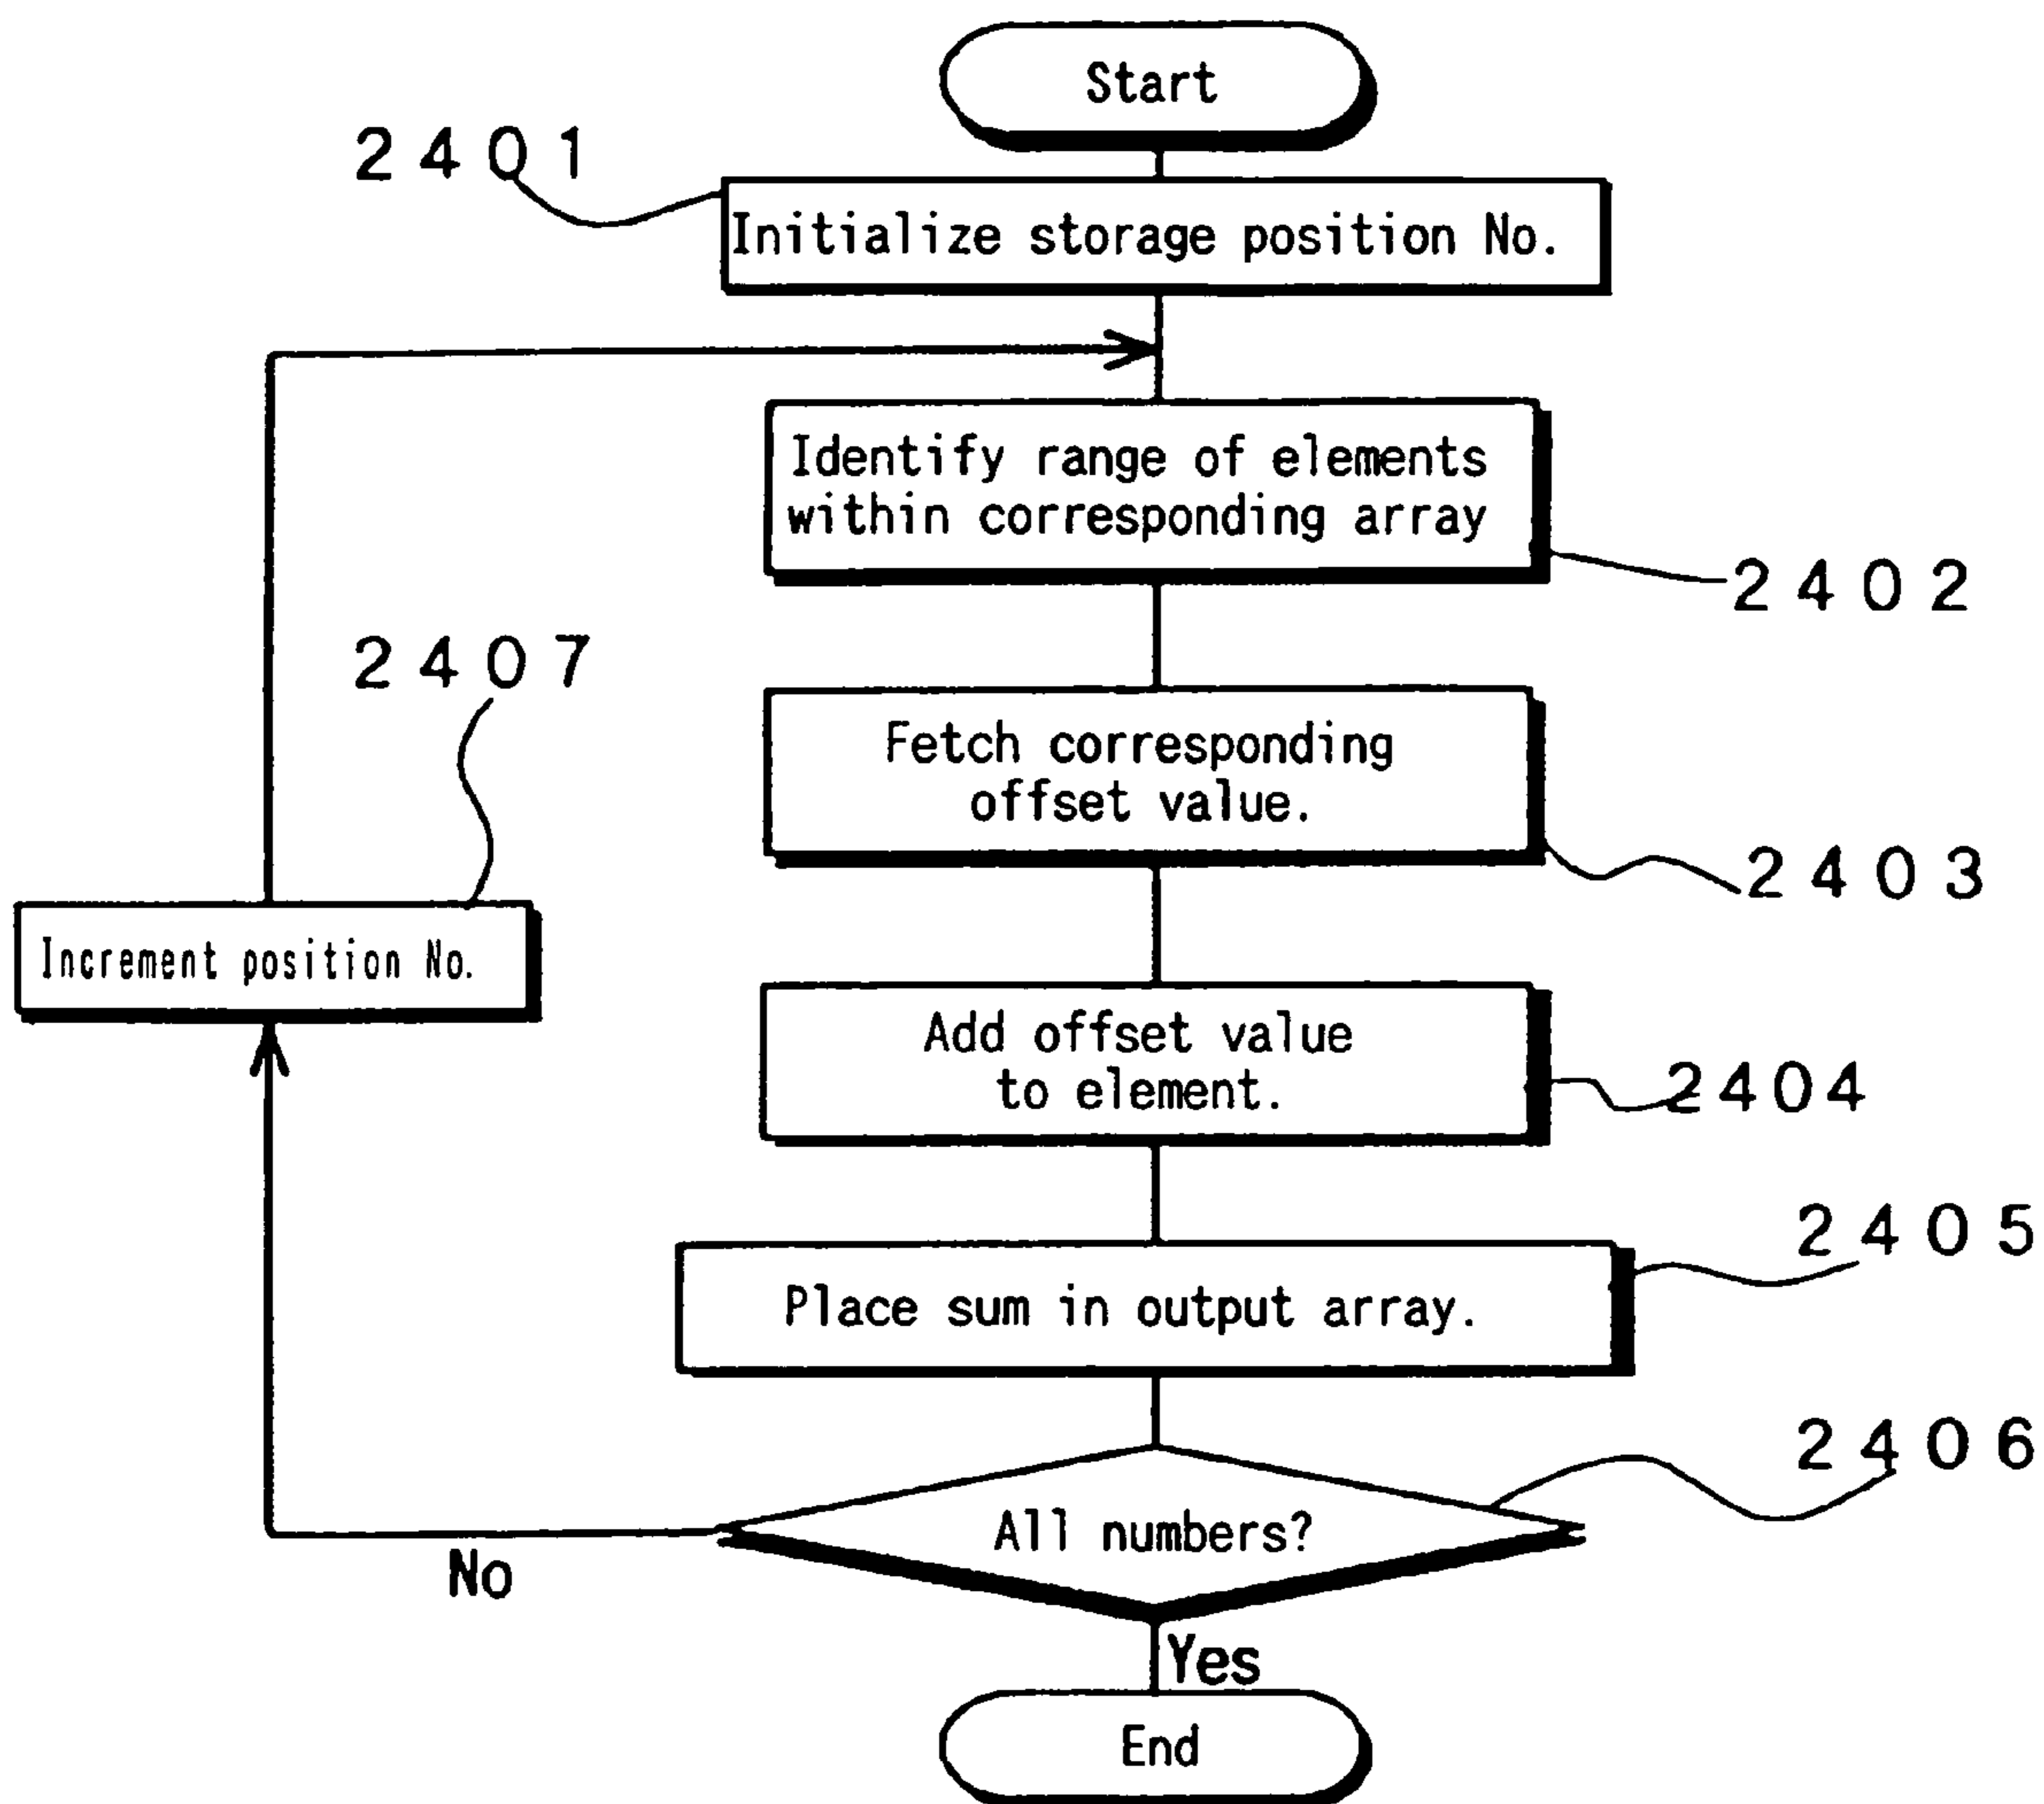 Start
2401
Initialize storage position No.
Identify range of elements
within corresponding array
2402
2407
Fetch corresponding
offset value.
2403
Increment position No.
Add offset value
to element.
2404
2405
Place sum in output array.
2406
All numbers?
No
Yes
End